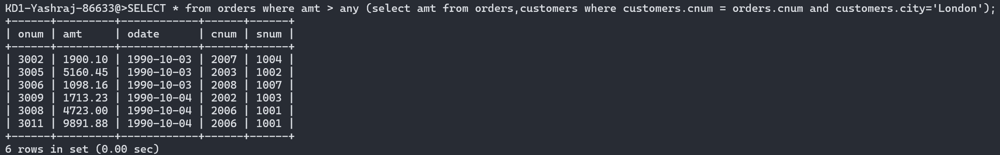 KD1-Yashraj-86633@>SELECT * from orders where amt > any (select amt from orders,customers where customers.cnum = orders.cnum and customers.city='London');
+------+---------+------------+------+------+
| onum | amt     | odate      | cnum | snum |
+------+---------+------------+------+------+
| 3002 | 1900.10 | 1990-10-03 | 2007 | 1004 |
| 3005 | 5160.45 | 1990-10-03 | 2003 | 1002 |
| 3006 | 1098.16 | 1990-10-03 | 2008 | 1007 |
| 3009 | 1713.23 | 1990-10-04 | 2002 | 1003 |
| 3008 | 4723.00 | 1990-10-04 | 2006 | 1001 |
| 3011 | 9891.88 | 1990-10-04 | 2006 | 1001 |
+------+---------+------------+------+------+
6 rows in set (0.00 sec)